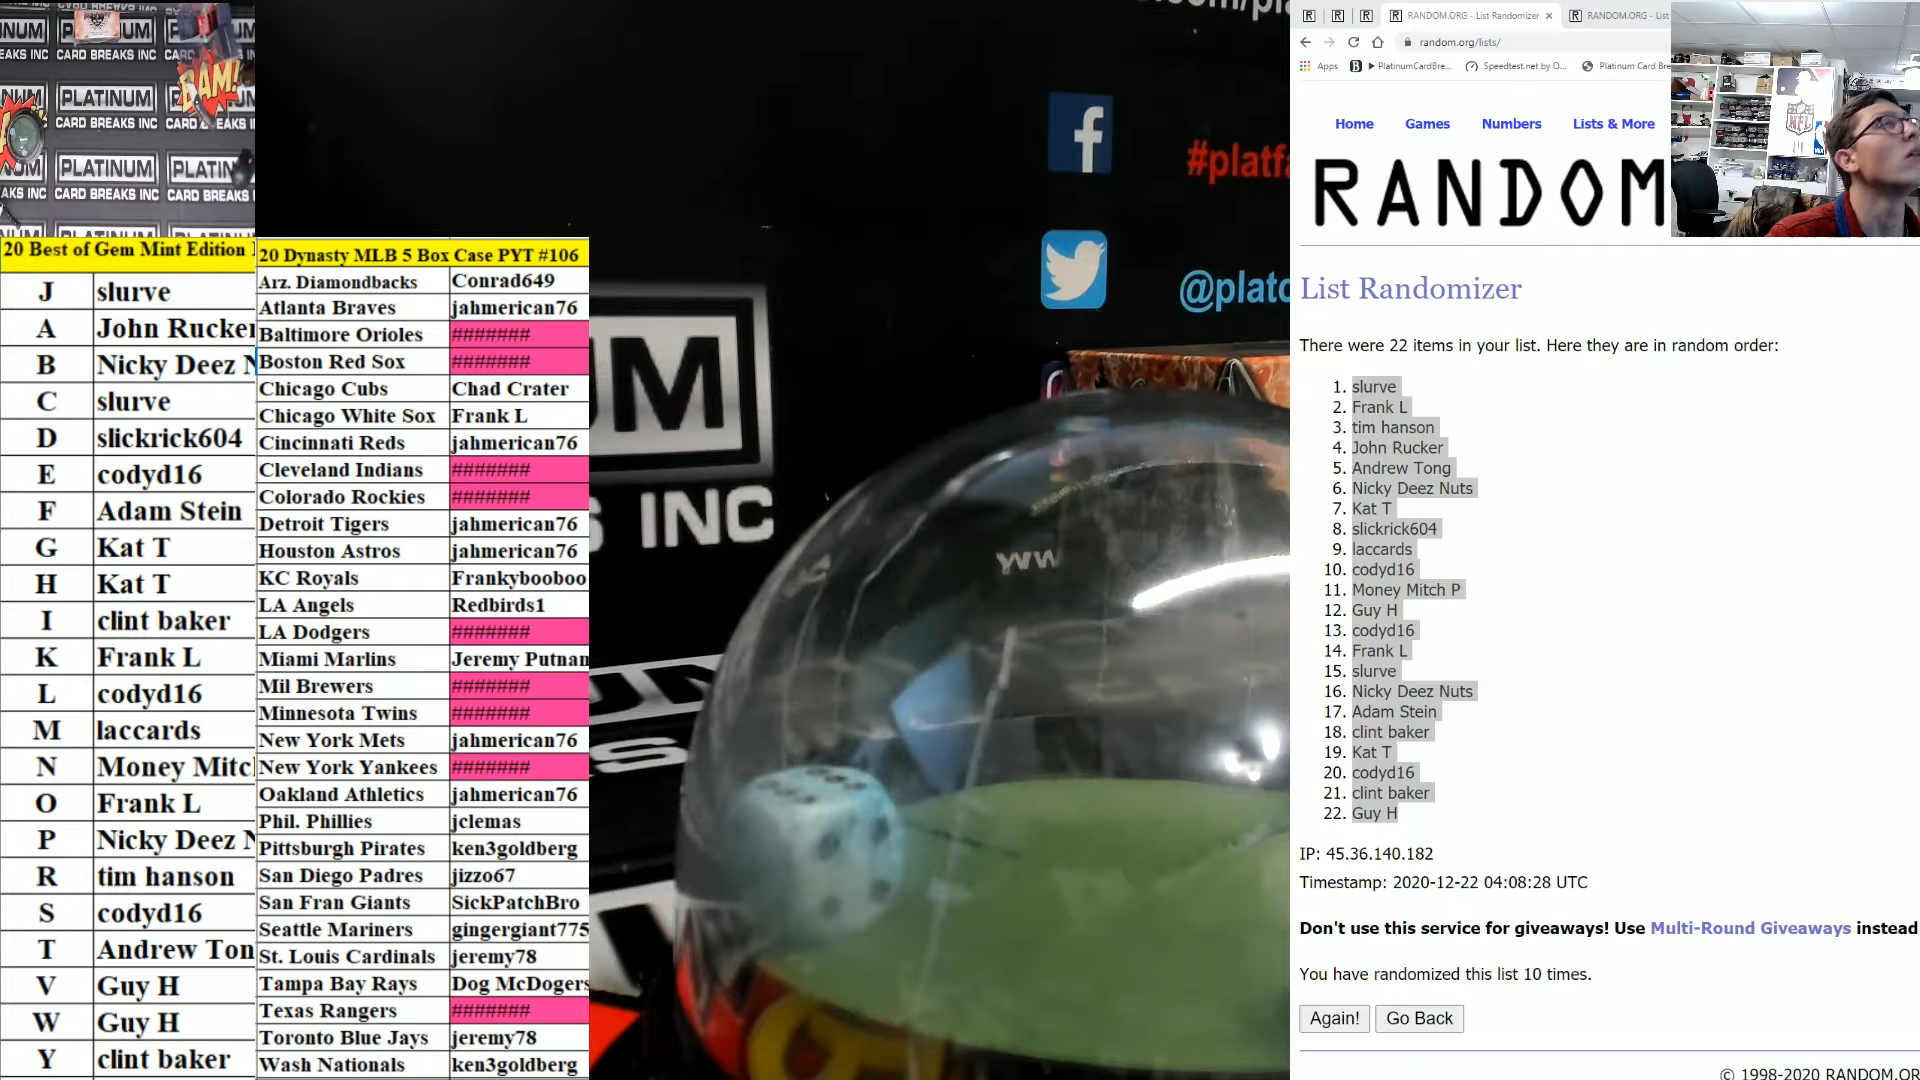 PLATINUM
CARD BREAKS INC
BAM!
20 Best of Gem Mint Edition
J slurve
A John Rucker
B Nicky Deez N
C slurve
D slickrick604
E codyd16
F Adam Stein
G Kat T
H Kat T
I clint baker
K Frank L
L codyd16
M laccards
N Money Mitc
O Frank L
P Nicky Deez N
R tim hanson
S codyd16
T Andrew Ton
V Guy H
W Guy H
Y clint baker
20 Dynasty MLB 5 Box Case PYT #106
Arz. Diamondbacks Conrad649
Atlanta Braves jahmerican76
Baltimore Orioles #######
Boston Red Sox #######
Chicago Cubs Chad Crater
Chicago White Sox Frank L
Cincinnati Reds jahmerican76
Cleveland Indians #######
Colorado Rockies #######
Detroit Tigers jahmerican76
Houston Astros jahmerican76
KC Royals Frankybooboo
LA Angels Redbirds1
LA Dodgers #######
Miami Marlins Jeremy Putnan
Mil Brewers #######
Minnesota Twins #######
New York Mets jahmerican76
New York Yankees #######
Oakland Athletics jahmerican76
Phil. Phillies jclemas
Pittsburgh Pirates ken3goldberg
San Diego Padres jizzo67
San Fran Giants SickPatchBro
Seattle Mariners gingergiant775
St. Louis Cardinals jeremy78
Tampa Bay Rays Dog McDogers
Texas Rangers #######
Toronto Blue Jays jeremy78
Wash Nationals ken3goldberg
#platfa
@platc
M
S INC
RANDOM.ORG - List Randomizer
RANDOM.ORG - List
random.org/lists/
Apps PlatinumCardBre... Speedtest.net by O... Platinum Card Bre
Home Games Numbers Lists & More
RANDOM
NFL
List Randomizer
There were 22 items in your list. Here they are in random order:
1. slurve
2. Frank L
3. tim hanson
4. John Rucker
5. Andrew Tong
6. Nicky Deez Nuts
7. Kat T
8. slickrick604
9. laccards
10. codyd16
11. Money Mitch P
12. Guy H
13. codyd16
14. Frank L
15. slurve
16. Nicky Deez Nuts
17. Adam Stein
18. clint baker
19. Kat T
20. codyd16
21. clint baker
22. Guy H
IP: 45.36.140.182
Timestamp: 2020-12-22 04:08:28 UTC
Don't use this service for giveaways! Use Multi-Round Giveaways instead
You have randomized this list 10 times.
Again! Go Back
© 1998-2020 RANDOM.OR